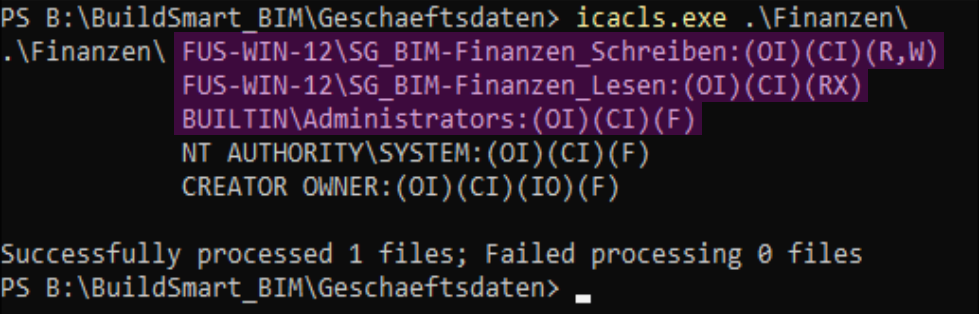 PS B:\BuildSmart_BIM\Geschaeftsdaten> icacls.exe .\Finanzen\
.\Finanzen\ FUS-WIN-12\SG_BIM-Finanzen_Schreiben:(OI)(CI)(R,W)
FUS-WIN-12\SG_BIM-Finanzen_Lesen:(OI)(CI)(RX)
BUILTIN\Administrators:(OI)(CI)(F)
NT AUTHORITY\SYSTEM:(OI)(CI)(F)
CREATOR OWNER:(OI)(CI)(IO)(F)
Successfully processed 1 files; Failed processing 0 files
PS B:\BuildSmart_BIM\Geschaeftsdaten>